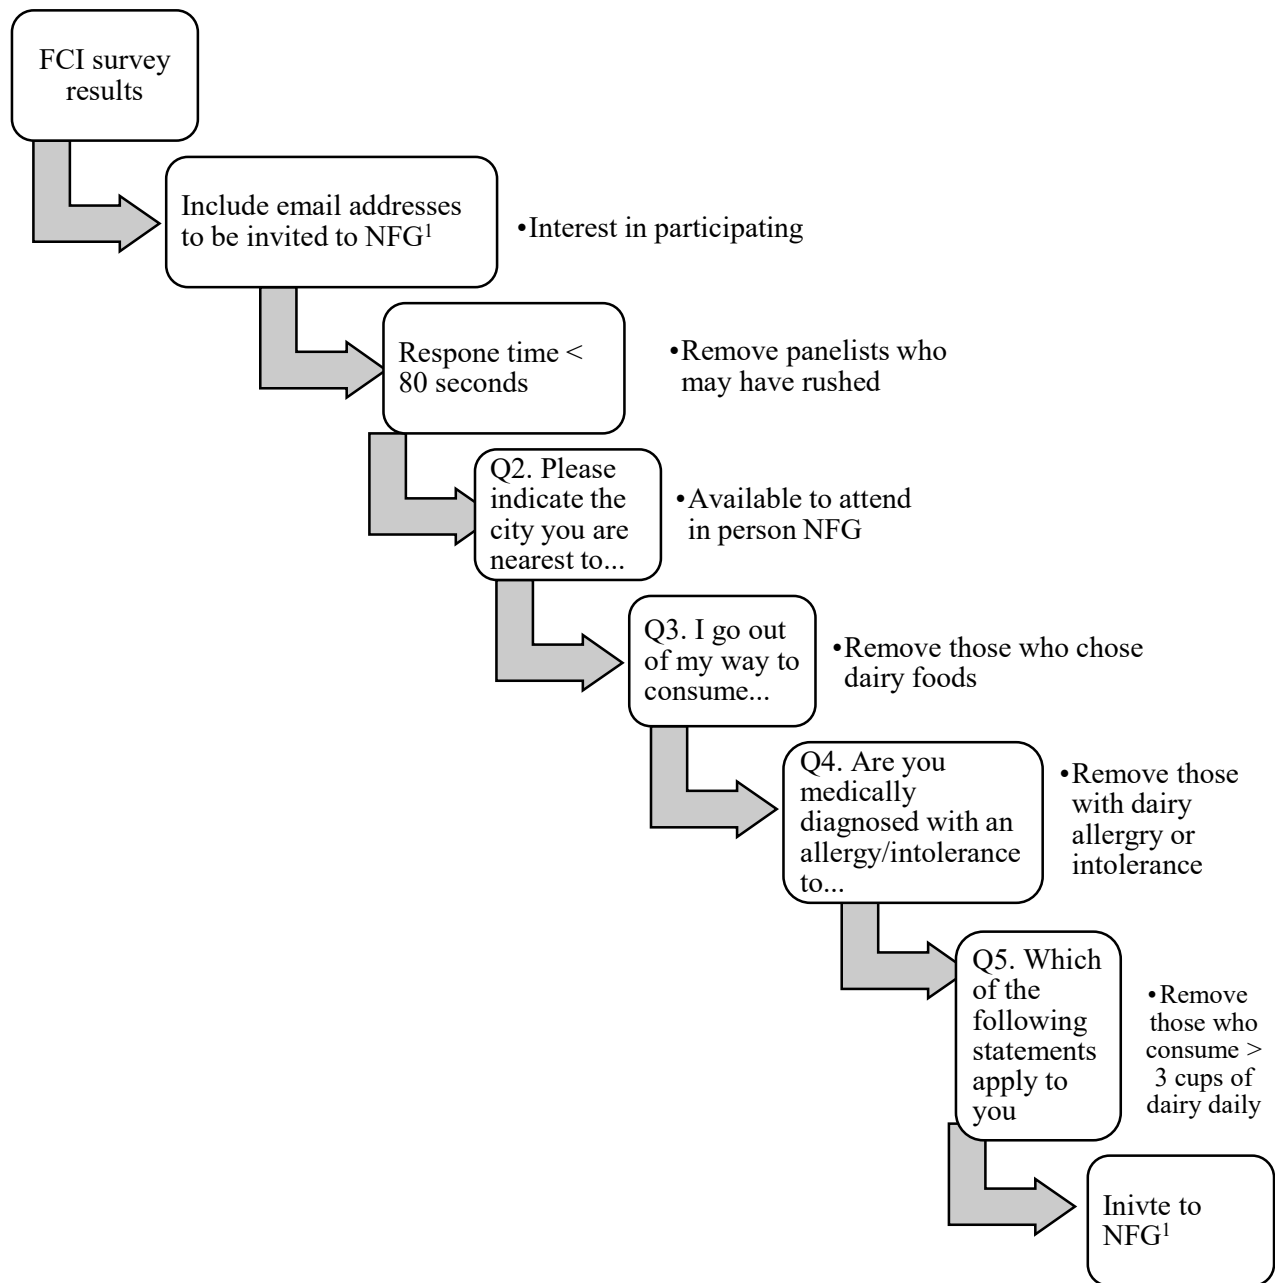 FCI survey
results
Include email addresses
to be invited to NFG¹
•Interest in participating
Respone time <
80 seconds
•Remove panelists who
may have rushed
Q2. Please
indicate the
city you are
nearest to...
•Available to attend
in person NFG
Q3. I go out
of my way to
consume...
•Remove those who chose
dairy foods
Q4. Are you
medically
diagnosed with an
allergy/intolerance
to...
•Remove those
with dairy
allergry or
intolerance
Q5. Which
of the
following
statements
apply to
you
•Remove
those who
consume >
3 cups of
dairy daily
Inivte to
NFG¹